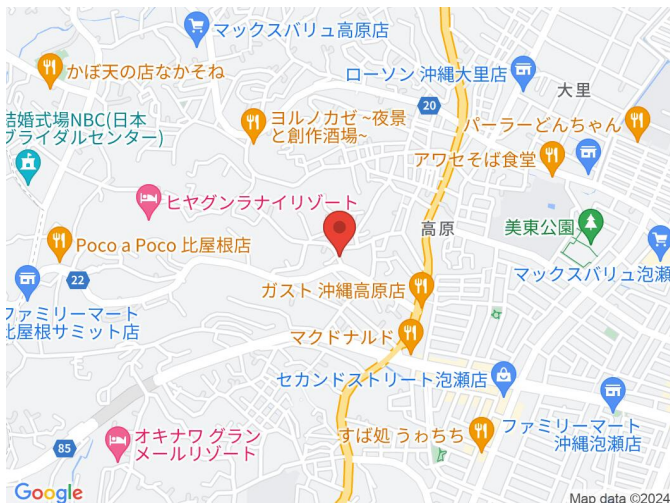 マックスバリュ高原店
かぼ天の店なかそね
ローソン 沖縄大里店
大里
20
結婚式場NBC(日本
ブライダルセンター)
ヨルノカゼ ~夜景
と創作酒場~
パーラーどんちゃん
アワセそば食堂
ヒヤグンラナイリゾート
高原
美東公園
Poco a Poco 比屋根店
22
マックスバリュ泡瀬
ガスト 沖縄高原店
ファミリーマート
比屋根サミット店
マクドナルド
セカンドストリート泡瀬店
オキナワ グラン
メールリゾート
85
すば処 うゎちち
ファミリーマート
沖縄泡瀬店
Google
Map data ©2024